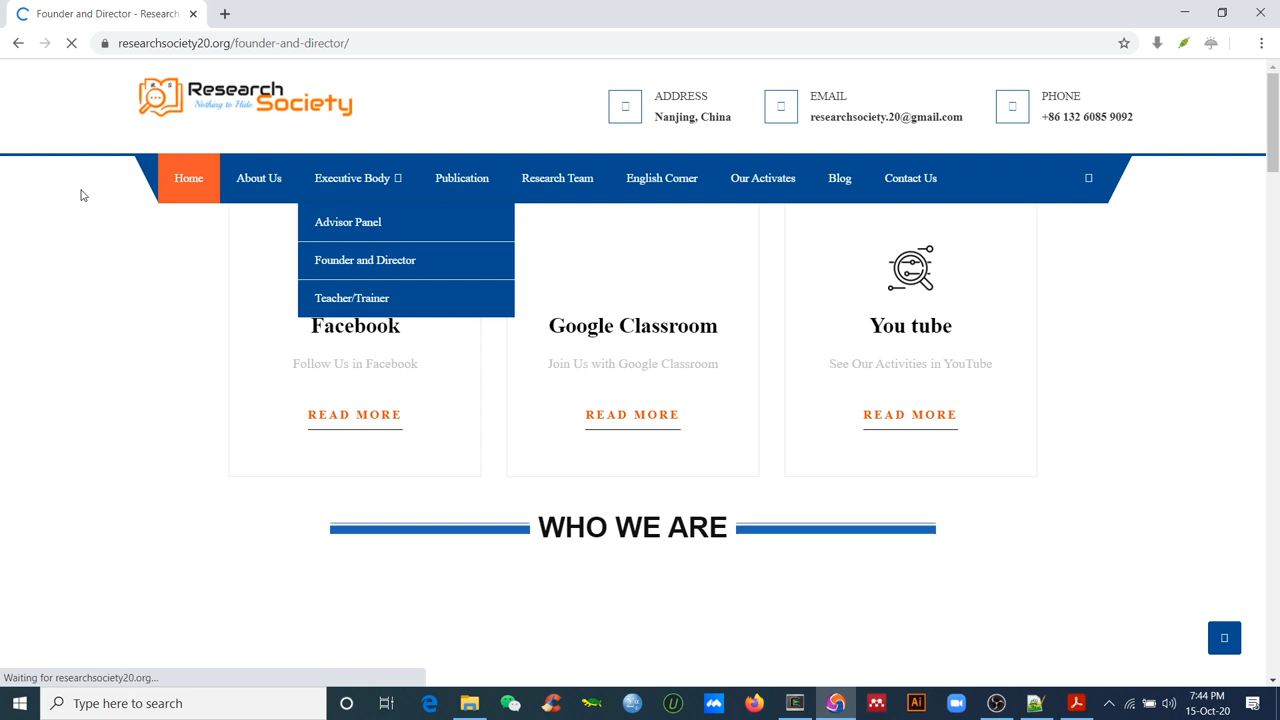 Founder and Director - Research
researchsociety20.org/founder-and-director/
Research
Nothing to Hide
Society
ADDRESS
Nanjing, China
EMAIL
researchsociety.20@gmail.com
PHONE
+86 132 6085 9092
Home About Us Executive Body Publication Research Team English Corner Our Activates Blog Contact Us
Advisor Panel
Founder and Director
Teacher/Trainer
Facebook
Follow Us in Facebook
READ MORE
Google Classroom
Join Us with Google Classroom
READ MORE
You tube
See Our Activities in YouTube
READ MORE
WHO WE ARE
Waiting for researchsociety20.org...
Type here to search
Ai
7:44 PM
15-Oct-20